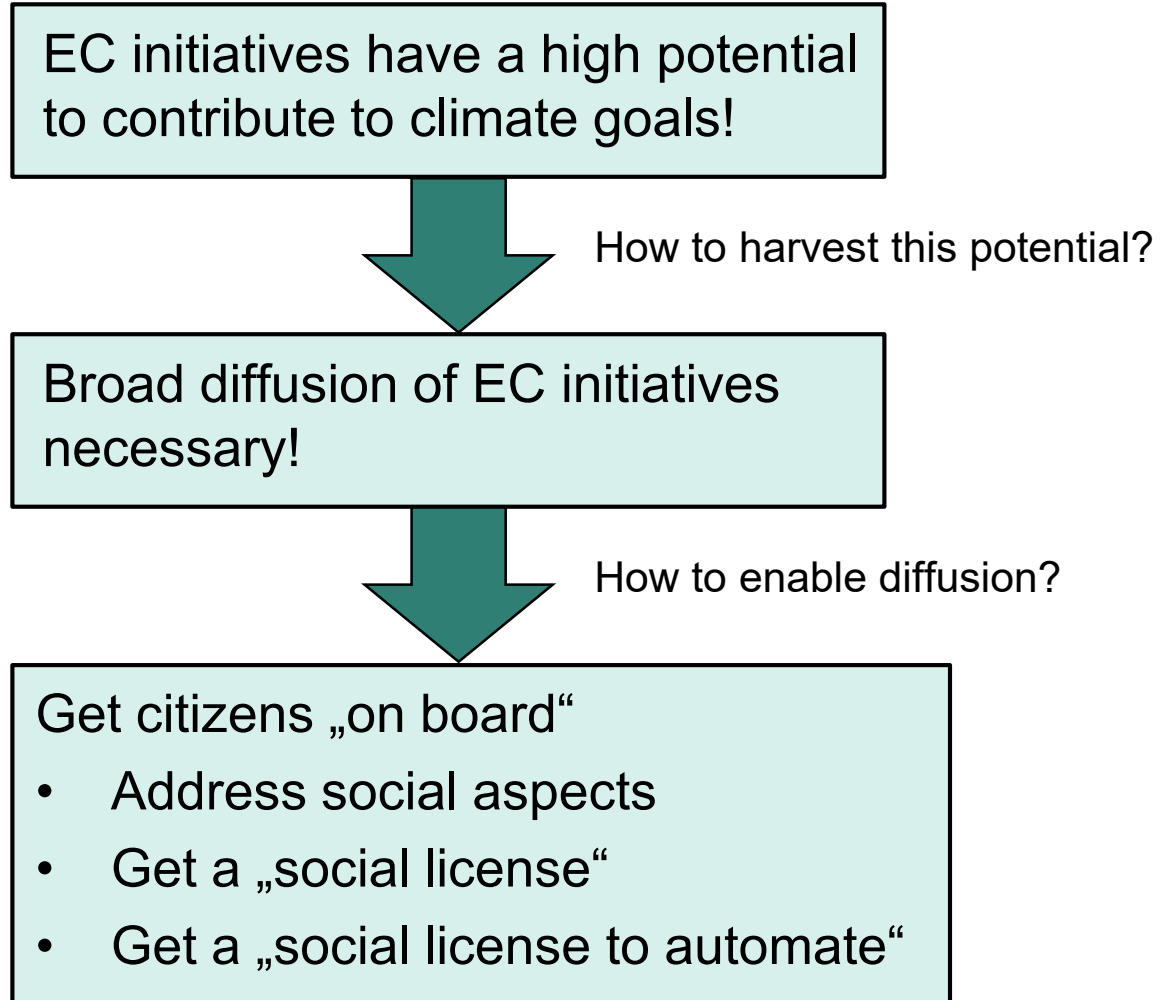 EC initiatives have a high potential
to contribute to climate goals!
How to harvest this potential?
Broad diffusion of EC initiatives
necessary!
How to enable diffusion?
Get citizens „on board“
• Address social aspects
• Get a „social license“
• Get a „social license to automate“